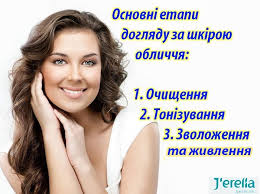 Основні етапи
догляду за шкірою
обличчя:
1. Очищення
2. Тонізування
3. Зволоження
та живлення
J'erelia